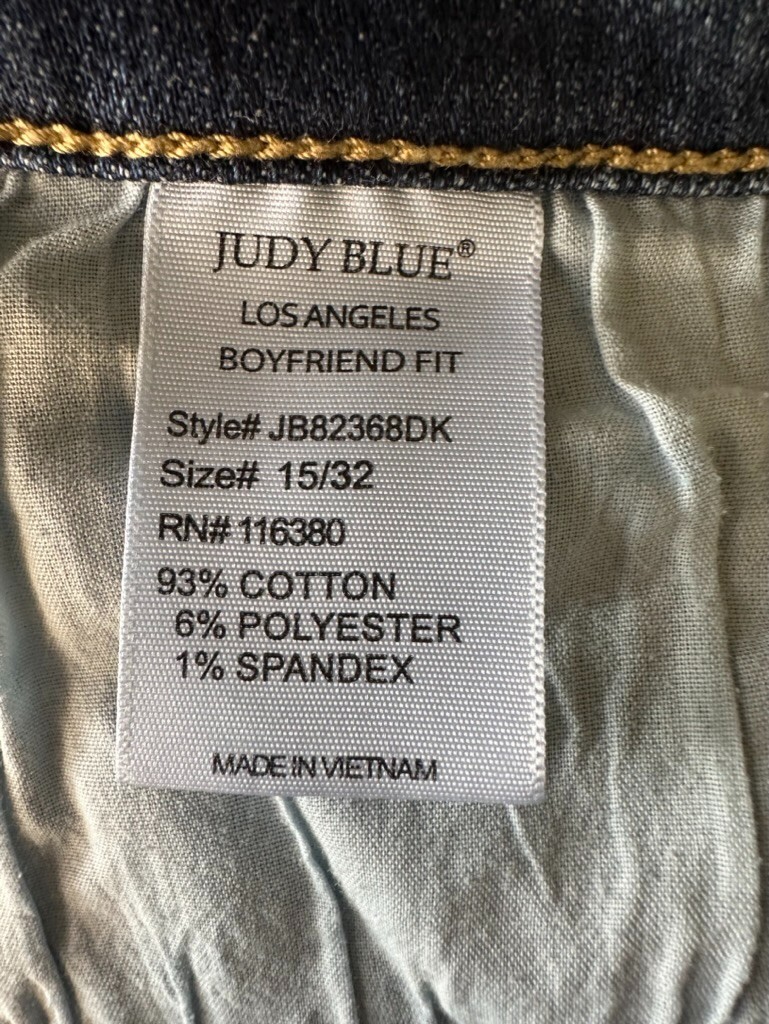 JUDY BLUE®
LOS ANGELES
BOYFRIEND FIT
Style# JB82368DK
Size# 15/32
RN# 116380
93% COTTON
6% POLYESTER
1% SPANDEX
MADE IN VIETNAM